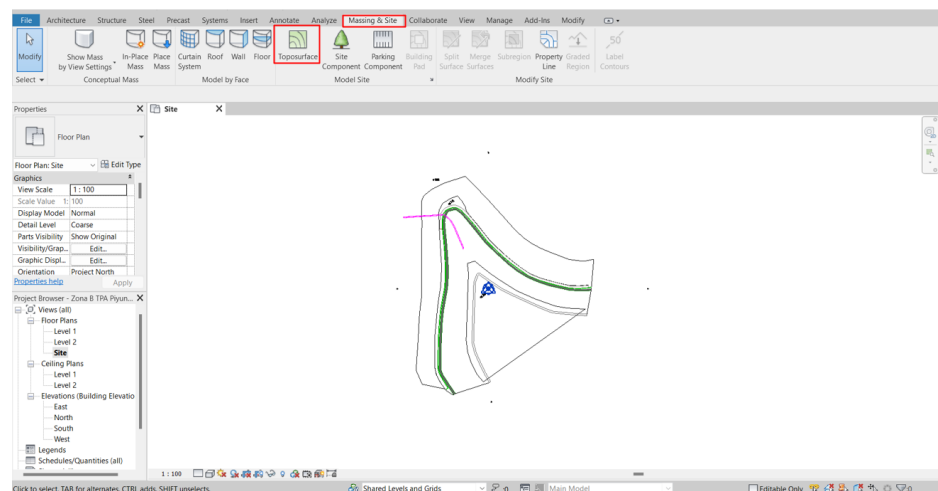 File Architecture Structure Steel Precast Systems Insert Annotate Analyze Massing & Site Collaborate View Manage Add-Ins Modify
Modify
Show Mass
by View Settings
In-Place
Mass
Place
Mass
Curtain
System
Roof
Wall
Floor
Toposurface
Site
Component
Parking
Component
Building
Pad
Split
Surface
Merge
Surfaces
Subregion
Property
Line
Graded
Region
50
Label
Contours
Select
Conceptual Mass
Model by Face
Model Site
Modify Site
Properties
Site
Floor Plan
Floor Plan: Site
Edit Type
Graphics
View Scale 1 : 100
Scale Value 1: 100
Display Model Normal
Detail Level Coarse
Parts Visibility Show Original
Visibility/Grap... Edit...
Graphic Displ... Edit...
Orientation Project North
Properties help
Apply
Project Browser - Zona B TPA Piyun...
Views (all)
Floor Plans
Level 1
Level 2
Site
Ceiling Plans
Level 1
Level 2
Elevations (Building Elevatio
East
North
South
West
Legends
Schedules/Quantities (all)
1 : 100
Click to select, TAB for alternates, CTRL adds, SHIFT unselects.
Shared Levels and Grids
:0
Main Model
Editable Only
:0